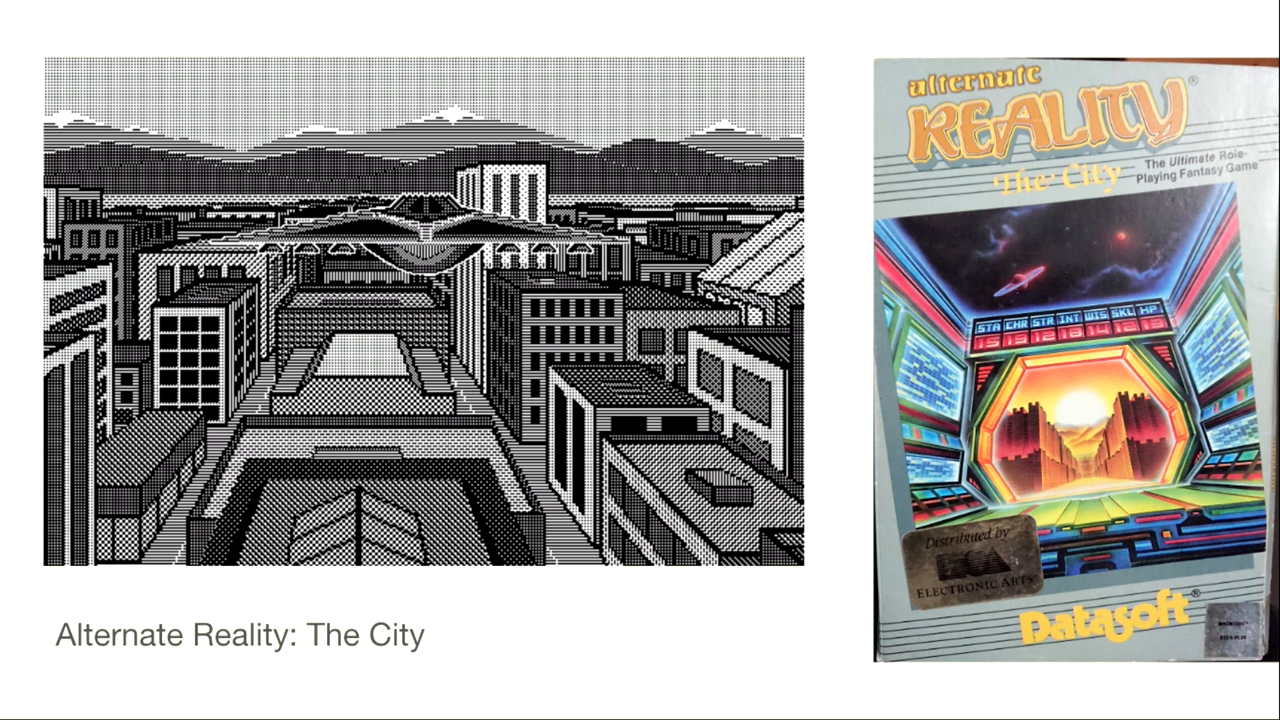 Alternate Reality: The City
alternate
REALITY®
The City
The Ultimate Role-
Playing Fantasy Game
STA CHR STR INT WIS SKL HP
Distributed by
ELECTRONIC ARTS
Datasoft®